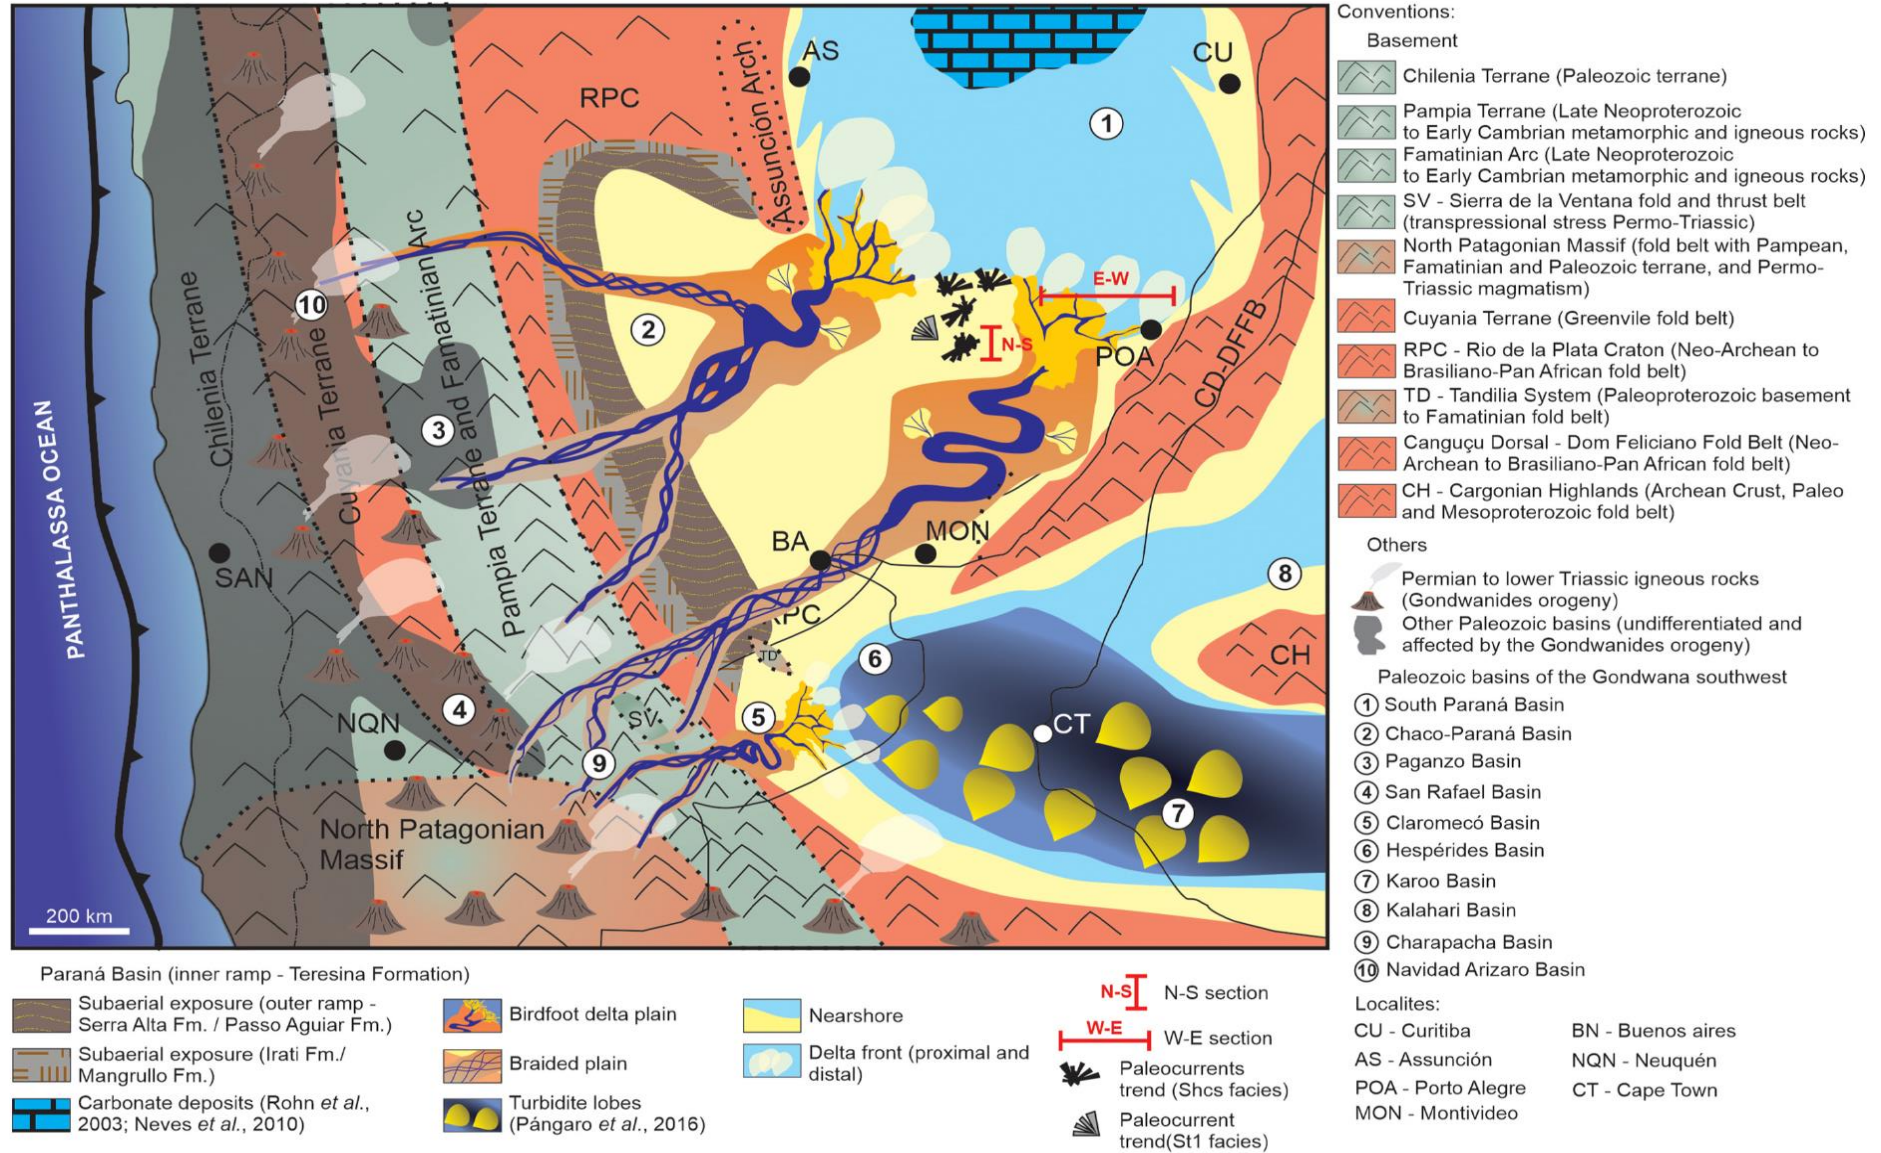 AS
CU
RPC
Assunción Arch
1
E-W
N-S
POA
CD-DFFB
2
10
3
Chilenia Terrane
Cuyania Terrane
Pampia Terrane and Famatinian Arc
PANTHALASSA OCEAN
SAN
BA
MON
8
RPC
TD
6
CH
SV
5
4
NQN
CT
9
7
North Patagonian
Massif
200 km
Conventions:
Basement
Chilenia Terrane (Paleozoic terrane)
Pampia Terrane (Late Neoproterozoic
to Early Cambrian metamorphic and igneous rocks)
Famatinian Arc (Late Neoproterozoic
to Early Cambrian metamorphic and igneous rocks)
SV - Sierra de la Ventana fold and thrust belt
(transpressional stress Permo-Triassic)
North Patagonian Massif (fold belt with Pampean,
Famatinian and Paleozoic terrane, and Permo-
Triassic magmatism)
Cuyania Terrane (Greenvile fold belt)
RPC - Rio de la Plata Craton (Neo-Archean to
Brasiliano-Pan African fold belt)
TD - Tandilia System (Paleoproterozoic basement
to Famatinian fold belt)
Canguçu Dorsal - Dom Feliciano Fold Belt (Neo-
Archean to Brasiliano-Pan African fold belt)
CH - Cargonian Highlands (Archean Crust, Paleo
and Mesoproterozoic fold belt)
Others
Permian to lower Triassic igneous rocks
(Gondwanides orogeny)
Other Paleozoic basins (undifferentiated and
affected by the Gondwanides orogeny)
Paleozoic basins of the Gondwana southwest
1 South Paraná Basin
2 Chaco-Paraná Basin
3 Paganzo Basin
4 San Rafael Basin
5 Claromecó Basin
6 Hespérides Basin
7 Karoo Basin
8 Kalahari Basin
9 Charapacha Basin
10 Navidad Arizaro Basin
Localites:
CU - Curitiba
AS - Assunción
POA - Porto Alegre
MON - Montivideo
BN - Buenos aires
NQN - Neuquén
CT - Cape Town
Paraná Basin (inner ramp - Teresina Formation)
Subaerial exposure (outer ramp -
Serra Alta Fm. / Passo Aguiar Fm.)
Subaerial exposure (Irati Fm./
Mangrullo Fm.)
Carbonate deposits (Rohn et al.,
2003; Neves et al., 2010)
Birdfoot delta plain
Braided plain
Turbidite lobes
(Pángaro et al., 2016)
Nearshore
Delta front (proximal and
distal)
N-S N-S section
W-E W-E section
Paleocurrents
trend (Shcs facies)
Paleocurrent
trend(St1 facies)